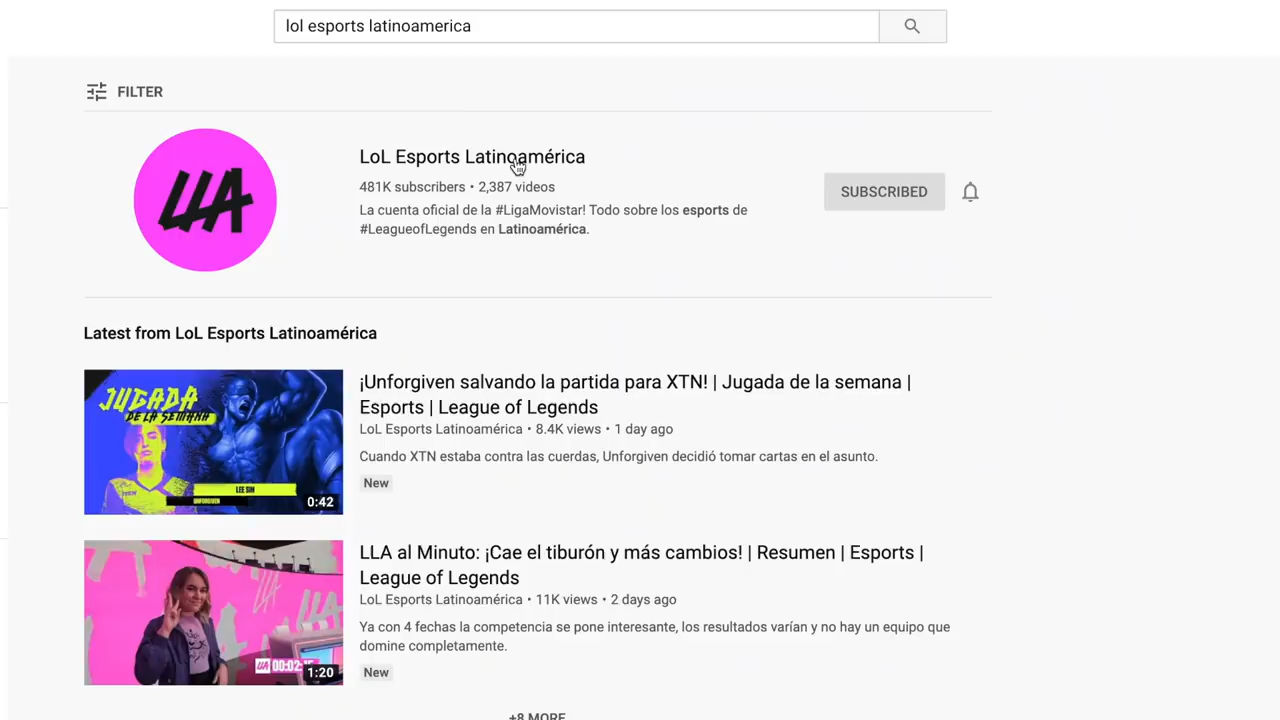 lol esports latinoamerica
FILTER
LLA
LoL Esports Latinoamérica
481K subscribers • 2,387 videos
SUBSCRIBED
La cuenta oficial de la #LigaMovistar! Todo sobre los esports de
#LeagueofLegends en Latinoamérica.
Latest from LoL Esports Latinoamérica
JUGADA
DE LA SEMANA
LEE SIN
UNFORGIVEN
0:42
¡Unforgiven salvando la partida para XTN! | Jugada de la semana |
Esports | League of Legends
LoL Esports Latinoamérica • 8.4K views • 1 day ago
Cuando XTN estaba contra las cuerdas, Unforgiven decidió tomar cartas en el asunto.
New
LLA
1:20
LLA al Minuto: ¡Cae el tiburón y más cambios! | Resumen | Esports |
League of Legends
LoL Esports Latinoamérica • 11K views • 2 days ago
Ya con 4 fechas la competencia se pone interesante, los resultados varían y no hay un equipo que
domine completamente.
New
+8 MORE